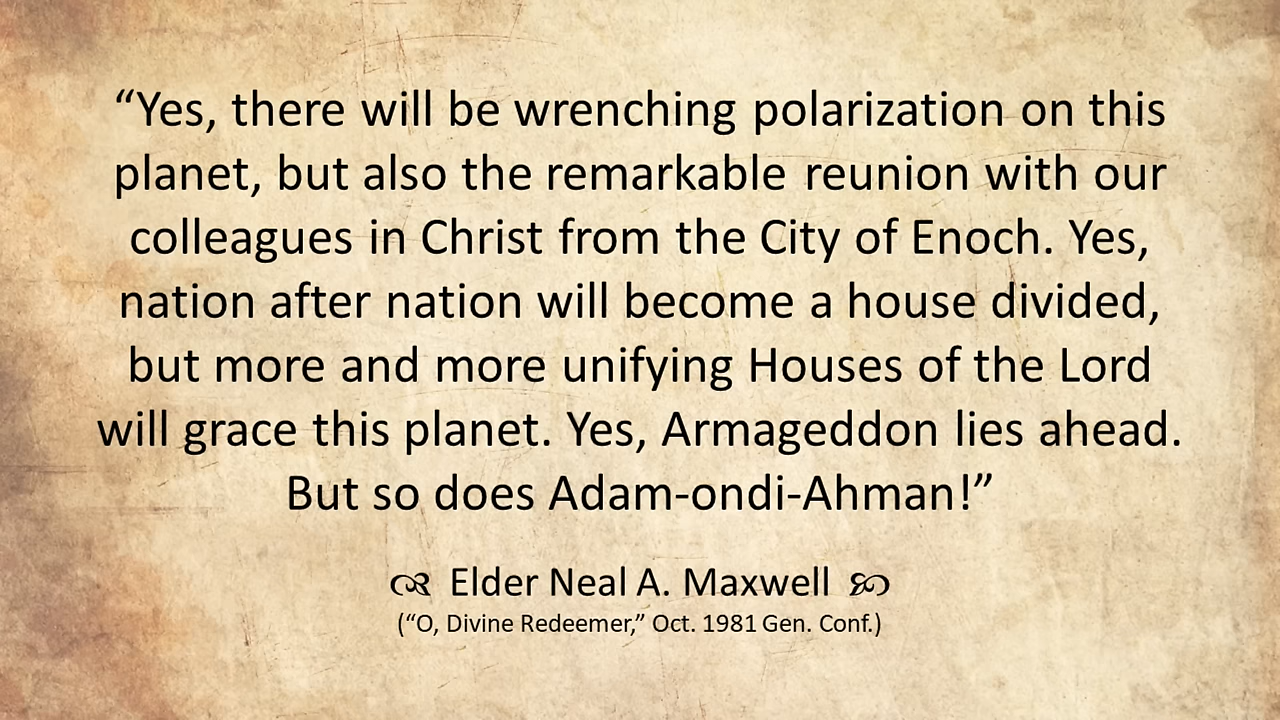 “Yes, there will be wrenching polarization on this
planet, but also the remarkable reunion with our
colleagues in Christ from the City of Enoch. Yes,
nation after nation will become a house divided,
but more and more unifying Houses of the Lord
will grace this planet. Yes, Armageddon lies ahead.
But so does Adam-ondi-Ahman!”
Elder Neal A. Maxwell
(“O, Divine Redeemer,” Oct. 1981 Gen. Conf.)